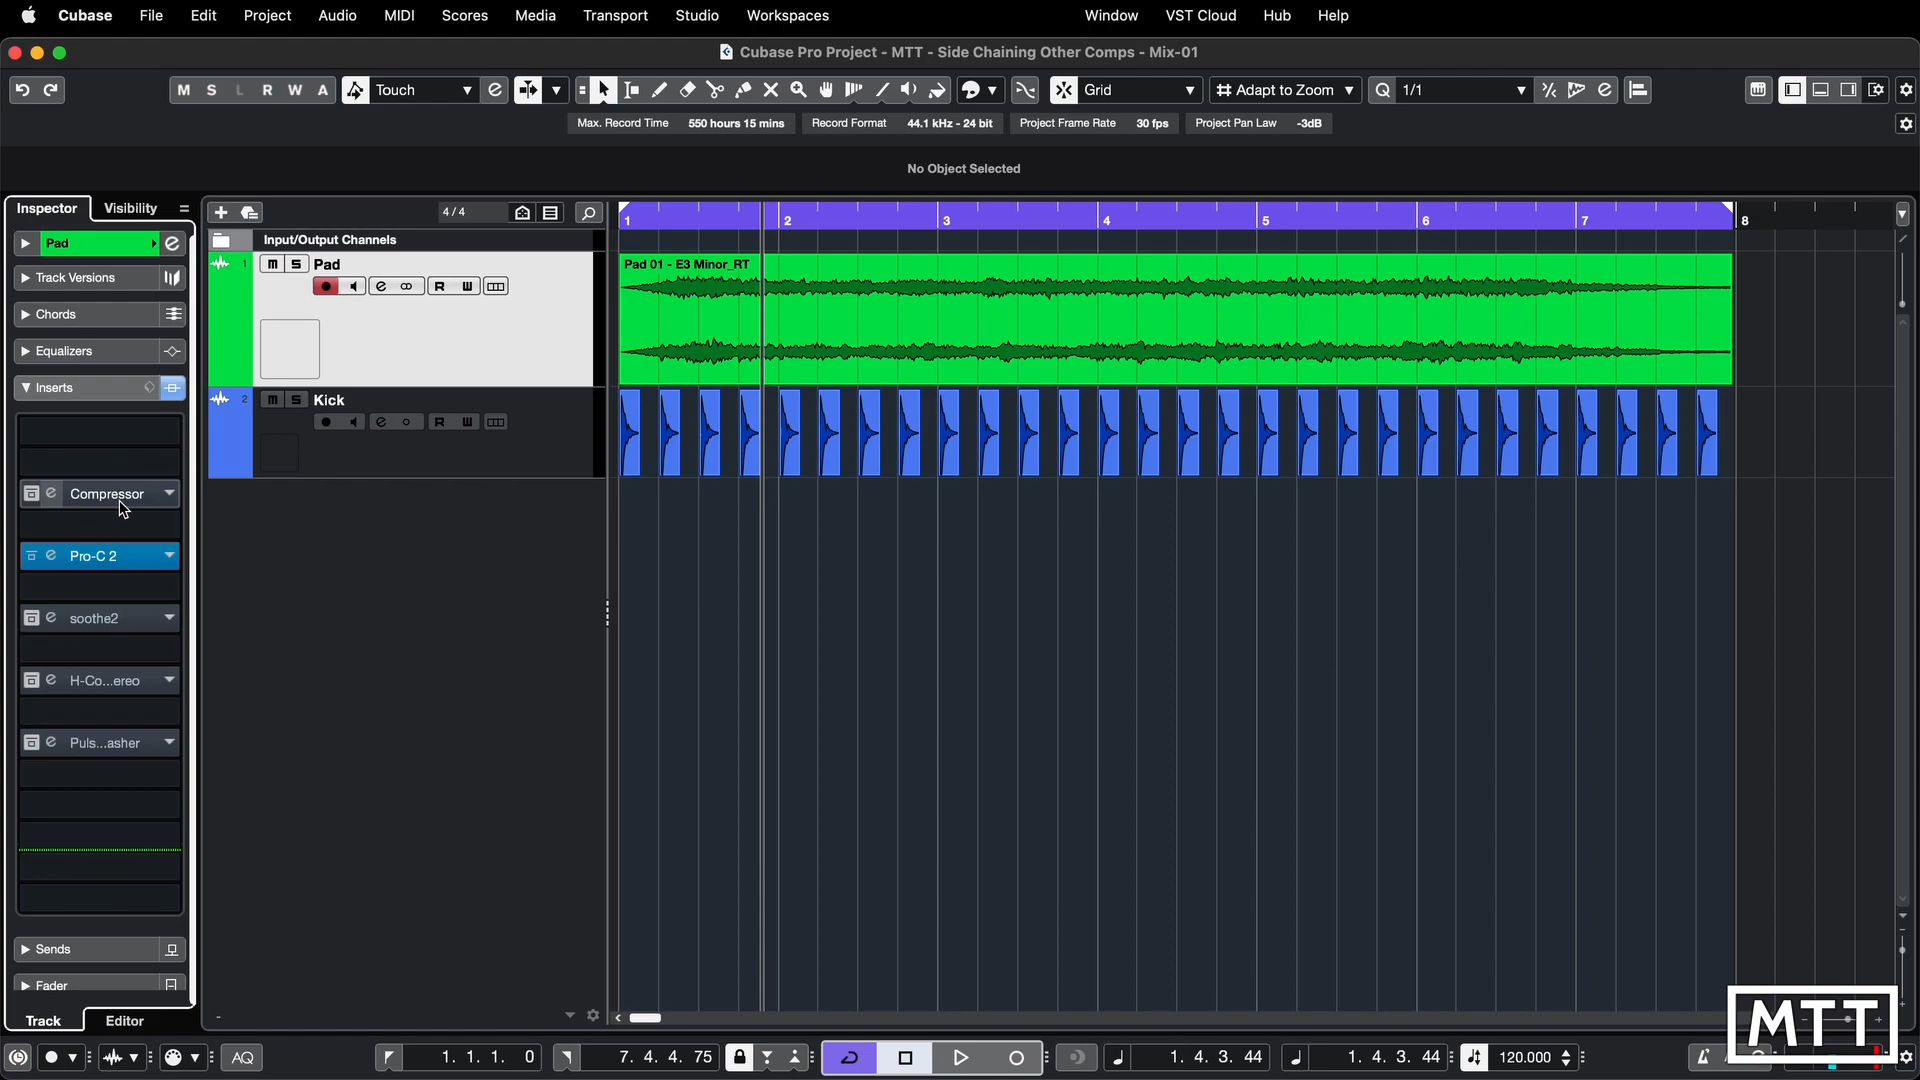 Cubase File Edit Project Audio MIDI Scores Media Transport Studio Workspaces Window VST Cloud Hub Help
Cubase Pro Project - MTT - Side Chaining Other Comps - Mix-01
M S L R W A Touch Grid Adapt to Zoom 1/1
Max. Record Time 550 hours 15 mins Record Format 44.1 kHz - 24 bit Project Frame Rate 30 fps Project Pan Law -3dB
No Object Selected
Inspector Visibility
4/4
1 2 3 4 5 6 7 8
Input/Output Channels
Pad
Track Versions
Chords
Equalizers
Inserts
Compressor
Pro-C 2
soothe2
H-Co...ereo
Puls...asher
Sends
Fader
Track Editor
1 m S Pad
R W
Pad 01 - E3 Minor_RT
2 m S Kick
R W
MTT
AQ 1. 1. 1. 0 7. 4. 4. 75 1. 4. 3. 44 1. 4. 3. 44 120.000